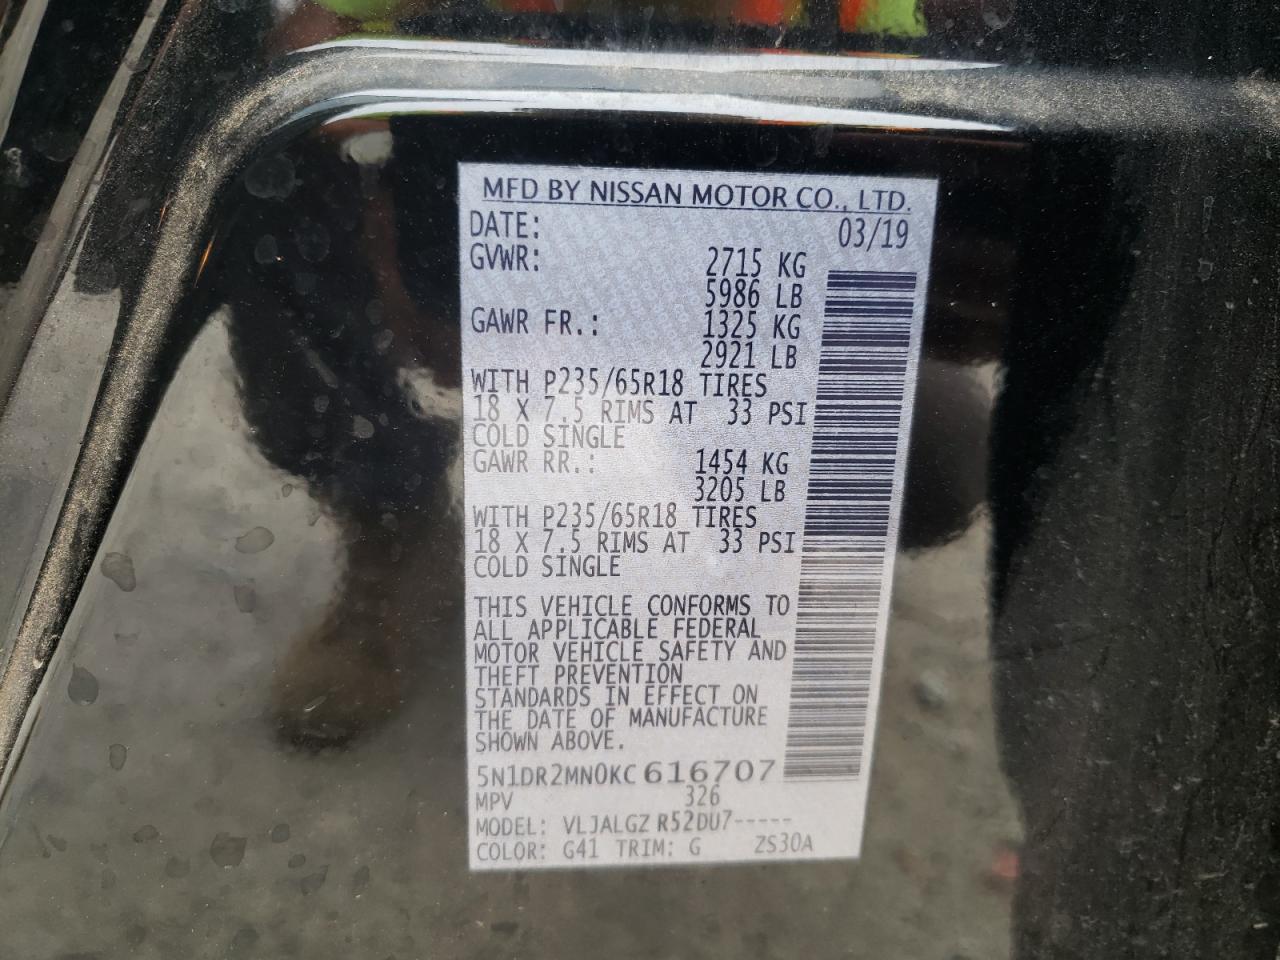 MFD BY NISSAN MOTOR CO., LTD.
DATE: 03/19
GVWR: 2715 KG
5986 LB
GAWR FR.: 1325 KG
2921 LB
WITH P235/65R18 TIRES
18 X 7.5 RIMS AT 33 PSI
COLD SINGLE
GAWR RR.: 1454 KG
3205 LB
WITH P235/65R18 TIRES
18 X 7.5 RIMS AT 33 PSI
COLD SINGLE
THIS VEHICLE CONFORMS TO
ALL APPLICABLE FEDERAL
MOTOR VEHICLE SAFETY AND
THEFT PREVENTION
STANDARDS IN EFFECT ON
THE DATE OF MANUFACTURE
SHOWN ABOVE.
5N1DR2MN0KC616707
MPV 326
MODEL: VLJALGZ R52DU7-----
COLOR: G41 TRIM: G ZS30A